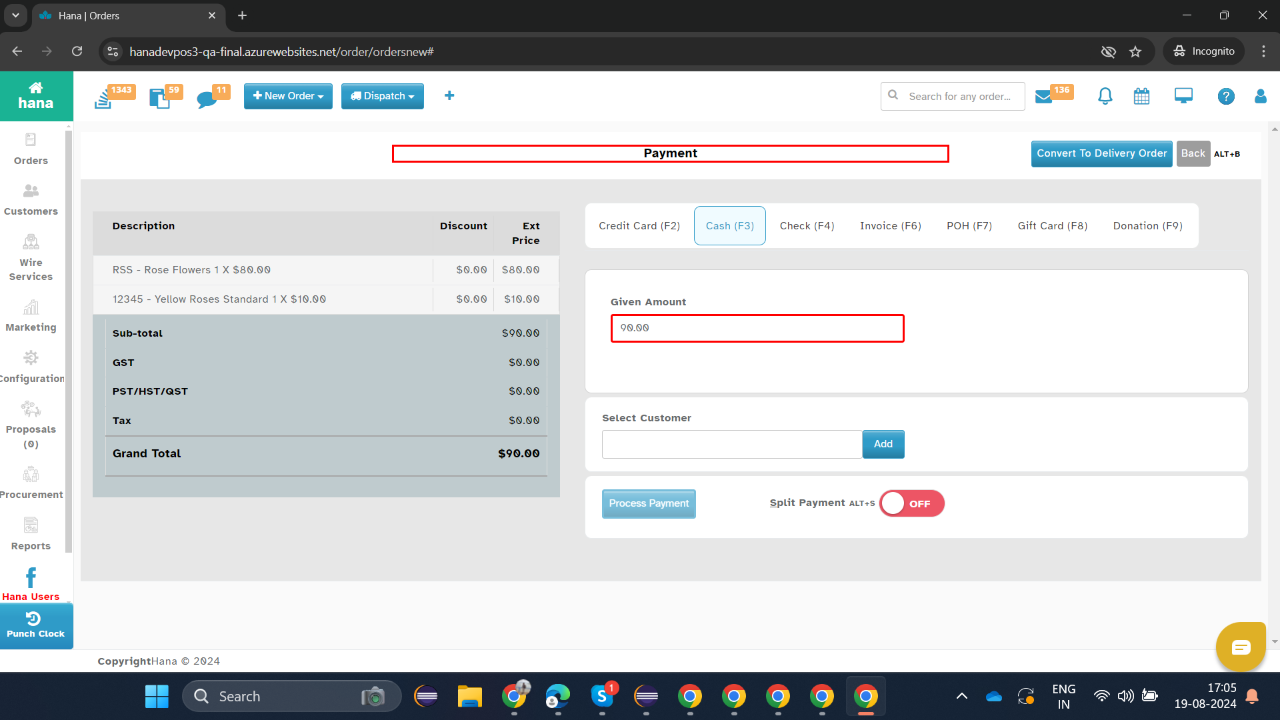 Hana | Orders
hanadevpos3-qa-final.azurewebsites.net/order/ordersnew#
Incognito
hana
1343
59
11
New Order
Dispatch
Search for any order...
136
?
Orders
Customers
Wire
Services
Marketing
Configuration
Proposals
(0)
Procurement
Reports
Hana Users
Punch Clock
Payment
Convert To Delivery Order
Back
ALT+B
Description Discount Ext
Price
RSS - Rose Flowers 1 X $80.00 $0.00 $80.00
12345 - Yellow Roses Standard 1 X $10.00 $0.00 $10.00
Sub-total $90.00
GST $0.00
PST/HST/QST $0.00
Tax $0.00
Grand Total $90.00
Credit Card (F2) Cash (F3) Check (F4) Invoice (F6) POH (F7) Gift Card (F8) Donation (F9)
Given Amount
90.00
Select Customer
Add
Process Payment
Split Payment ALT+S OFF
CopyrightHana © 2024
Search
1
ENG
IN
17:05
19-08-2024